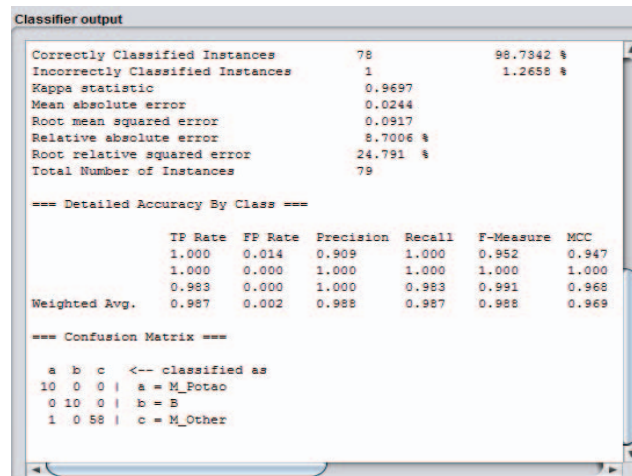 Classifier output
Correctly Classified Instances 78 98.7342 %
Incorrectly Classified Instances 1 1.2658 %
Kappa statistic 0.9697
Mean absolute error 0.0244
Root mean squared error 0.0917
Relative absolute error 8.7006 %
Root relative squared error 24.791 %
Total Number of Instances 79
=== Detailed Accuracy By Class ===
TP Rate FP Rate Precision Recall F-Measure MCC
1.000 0.014 0.909 1.000 0.952 0.947
1.000 0.000 1.000 1.000 1.000 1.000
0.983 0.000 1.000 0.983 0.991 0.968
Weighted Avg. 0.987 0.002 0.988 0.987 0.988 0.969
=== Confusion Matrix ===
a b c <-- classified as
10 0 0 | a = M_Potao
0 10 0 | b = B
1 0 58 | c = M_Other